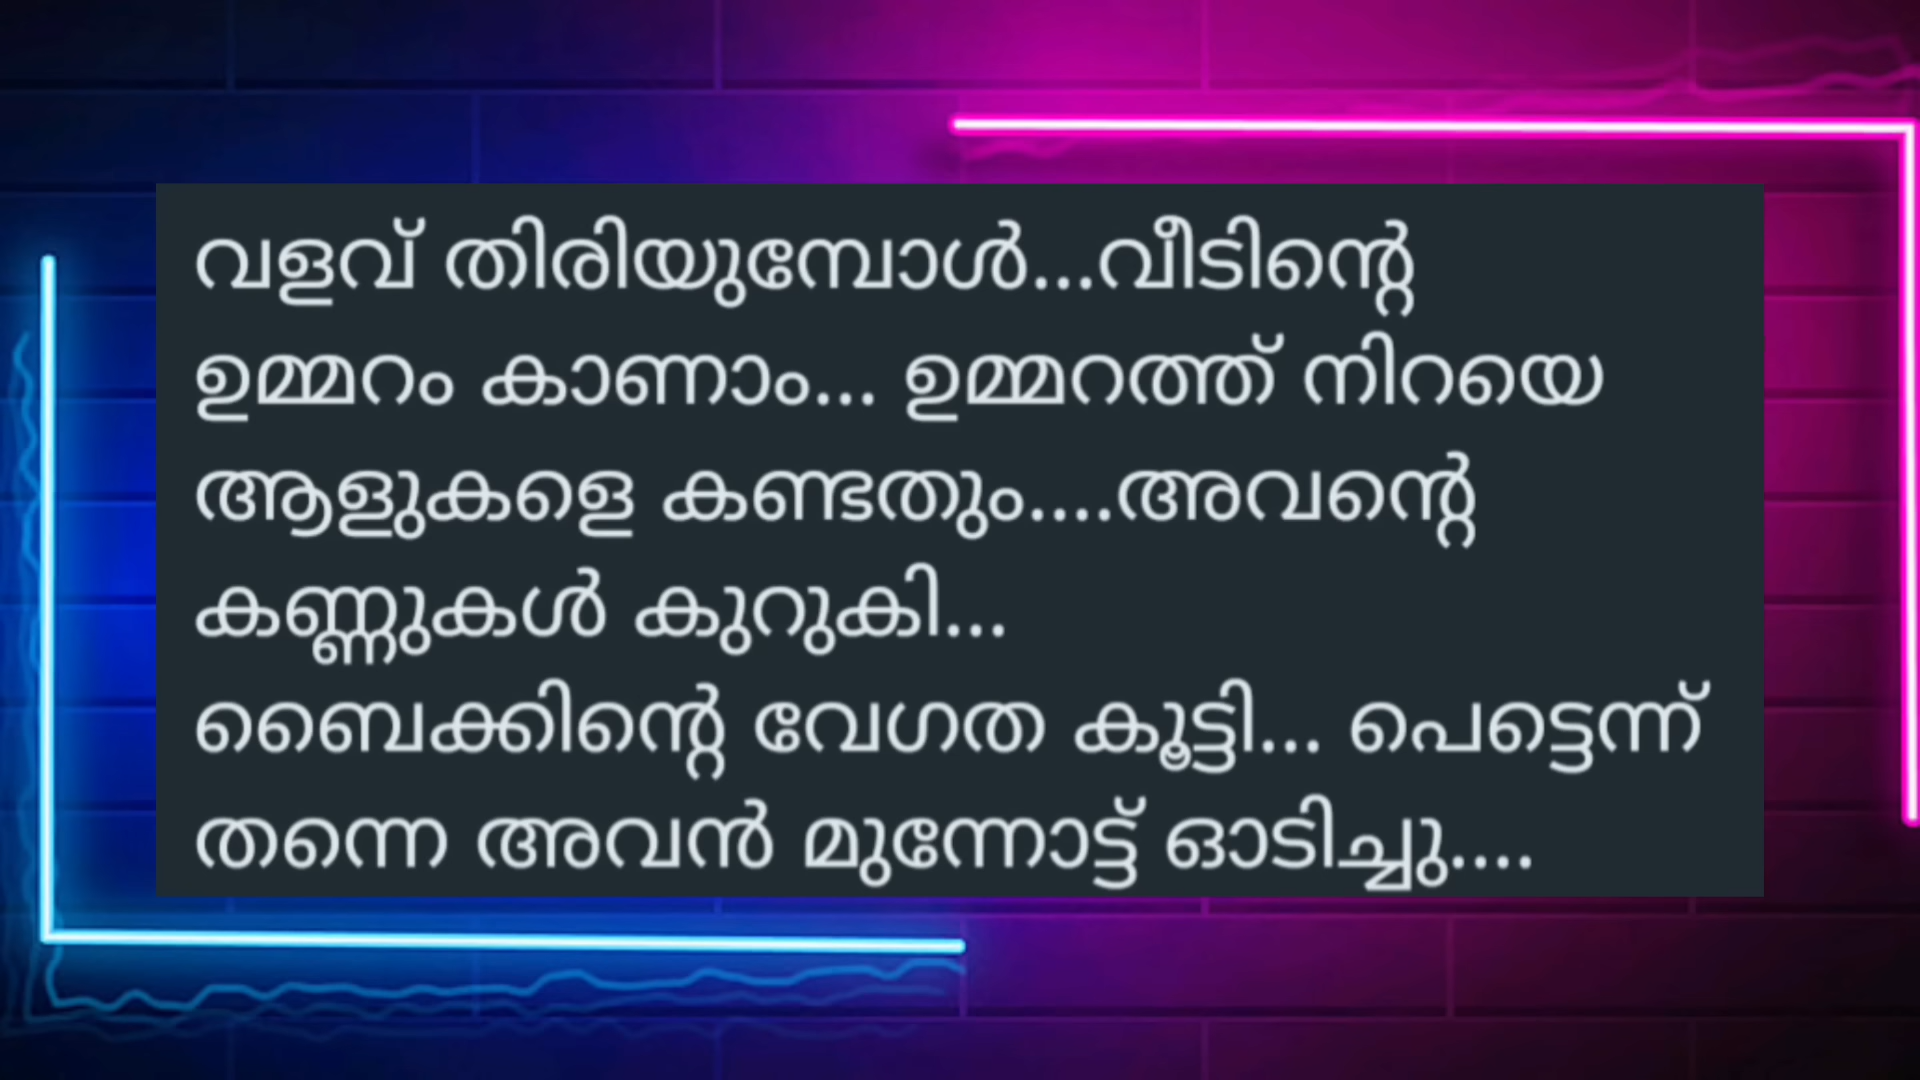 വളവ് തിരിയുമ്പോൾ...വീടിന്റെ
ഉമ്മറം കാണാം... ഉമ്മറത്ത് നിറയെ
ആളുകളെ കണ്ടതും....അവന്റെ
കണ്ണുകൾ കുറുകി...
ബൈക്കിന്റെ വേഗത കൂട്ടി... പെട്ടെന്ന്
തന്നെ അവൻ മുന്നോട്ട് ഓടിച്ചു....